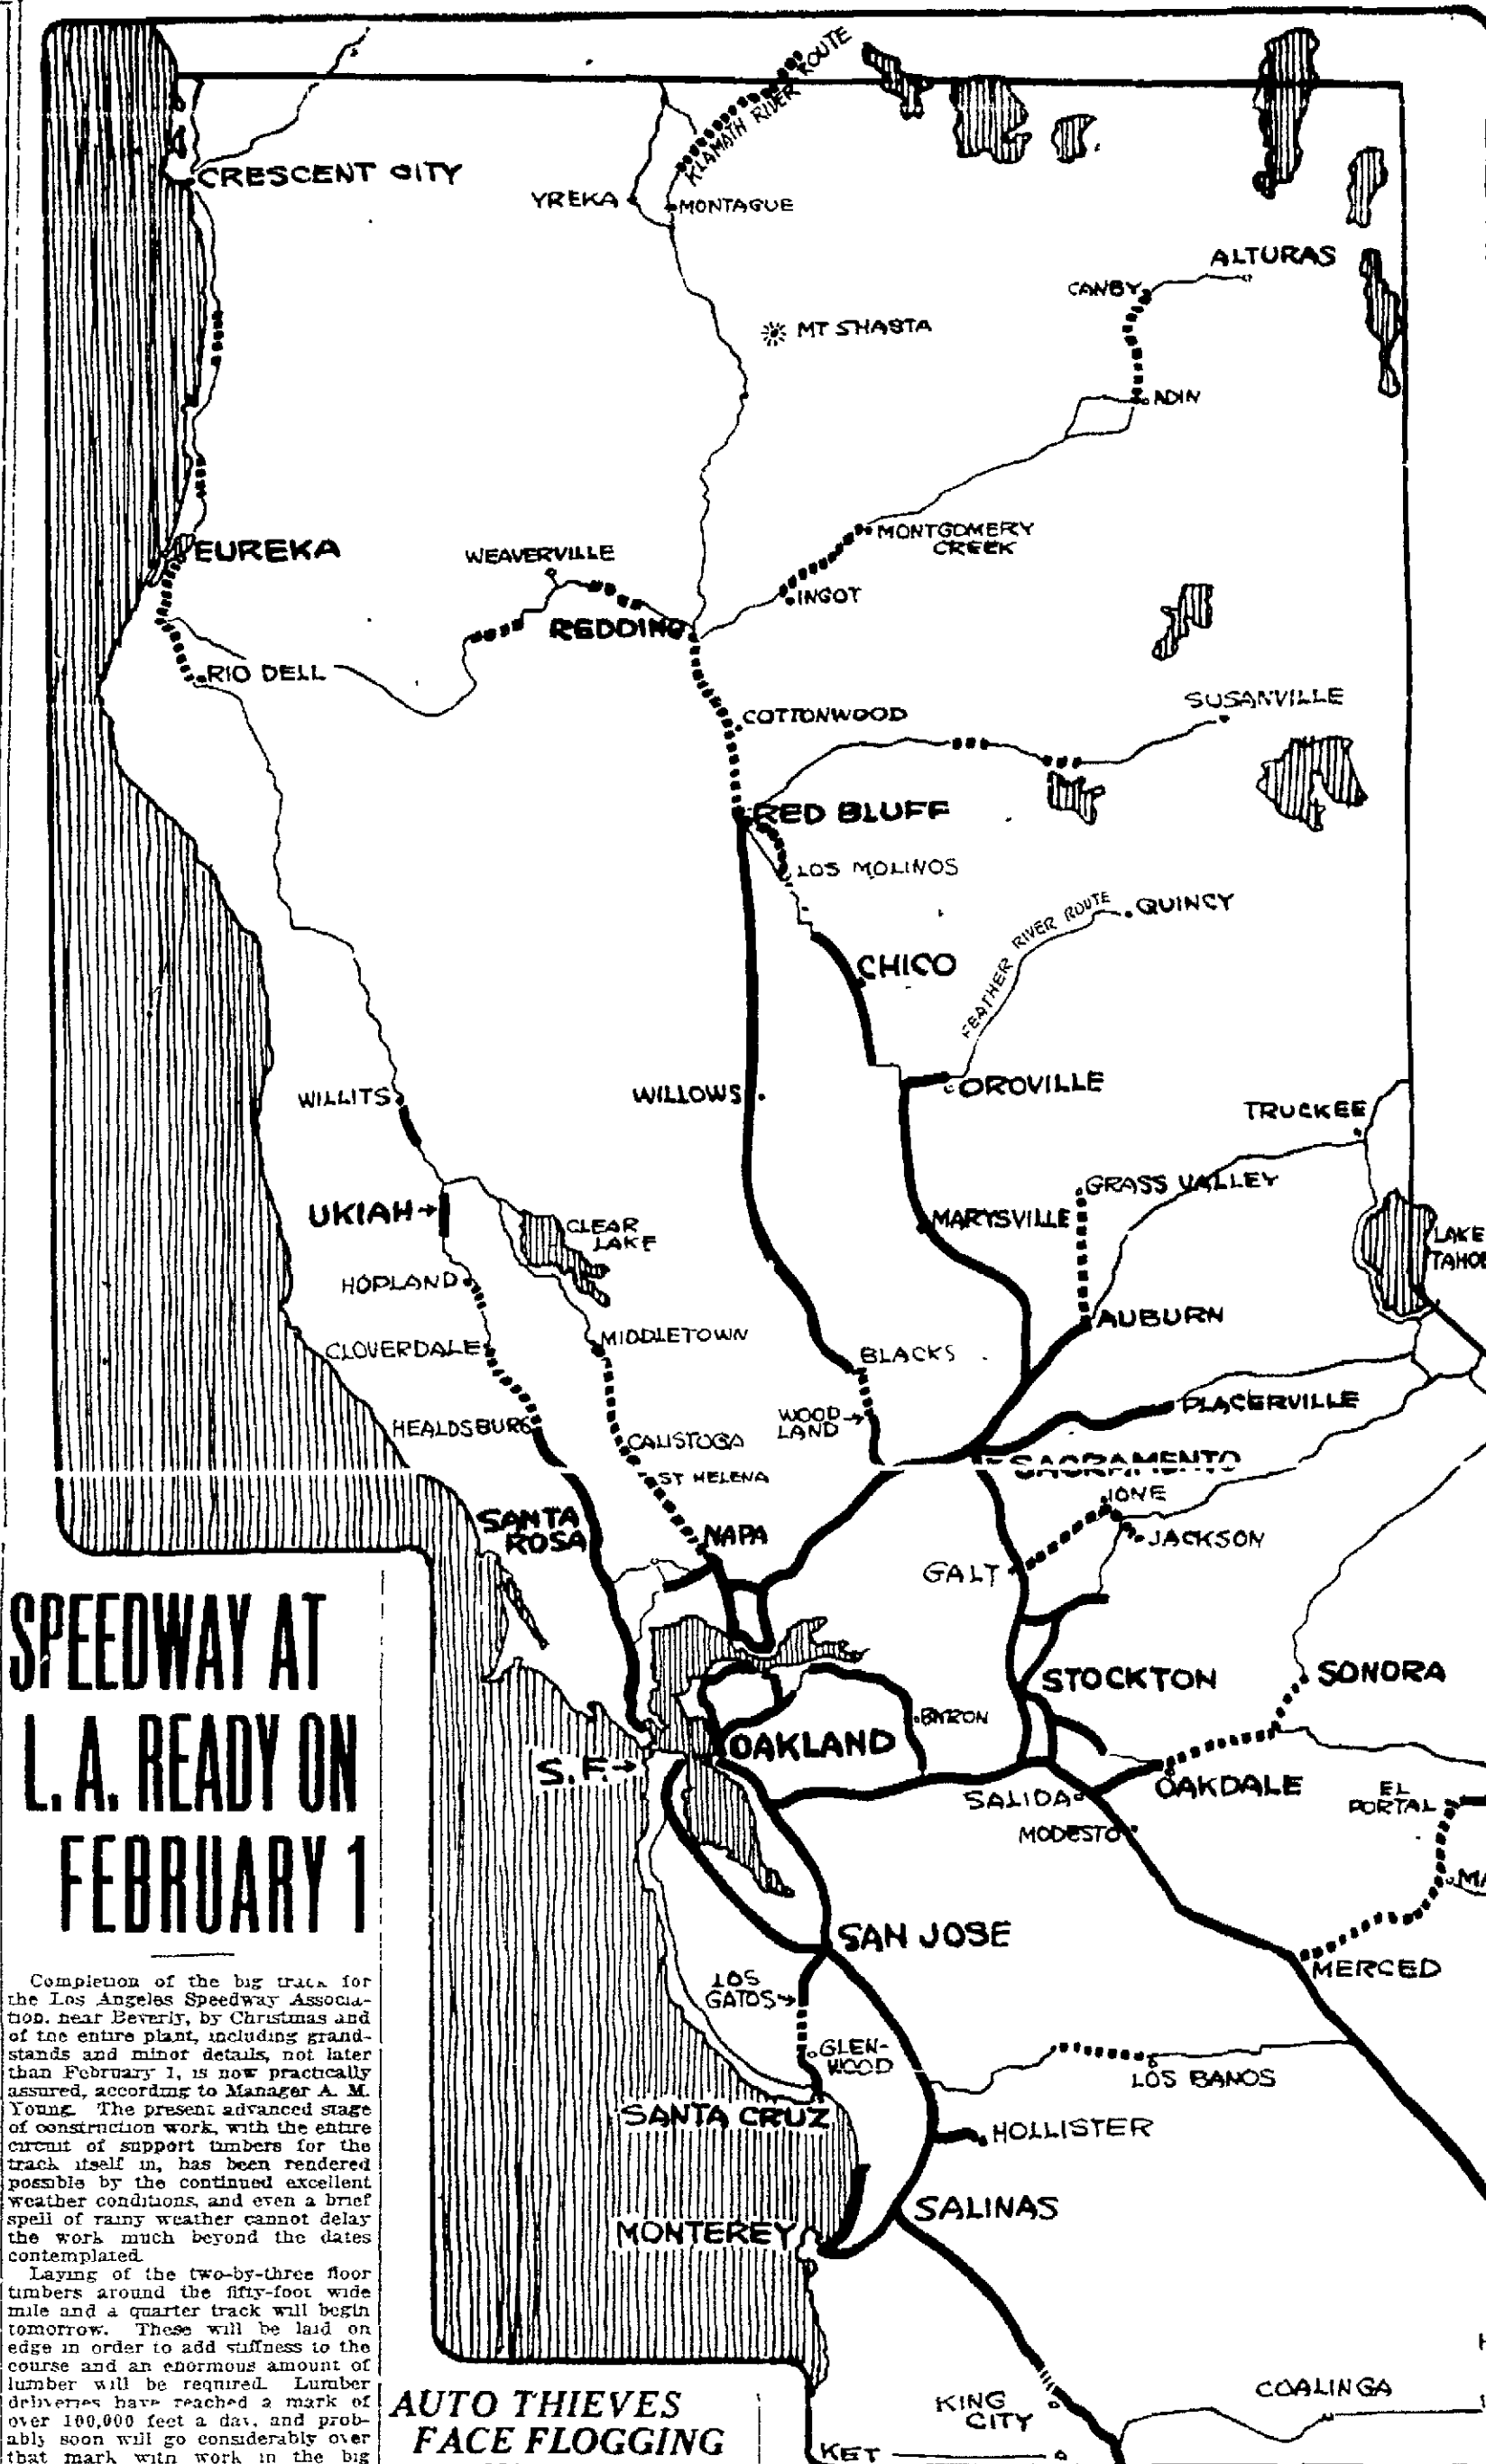 KLAMATH RIVER ROUTE
CRESCENT CITY
YREKA
MONTAGUE
ALTURAS
CANBY
MT SHASTA
ADIN
MONTGOMERY
CREEK
EUREKA
WEAVERVILLE
INGOT
REDDING
RIO DELL
SUSANVILLE
COTTONWOOD
RED BLUFF
LOS MOLINOS
FEATHER RIVER ROUTE
QUINCY
CHICO
WILLITS
WILLOWS
OROVILLE
TRUCKEE
GRASS VALLEY
UKIAH
CLEAR
LAKE
MARYSVILLE
LAKE
TAHOE
HOPLAND
AUBURN
CLOVERDALE
MIDDLETOWN
BLACKS
PLACERVILLE
HEALDSBURG
WOOD
LAND
CALISTOGA
ST HELENA
SACRAMENTO
IONE
SANTA
ROSA
NAPA
JACKSON
GALT
STOCKTON
SONORA
BYRON
OAKLAND
S.F.
SALIDA
OAKDALE
EL
PORTAL
MODESTO
MA
SAN JOSE
MERCED
LOS
GATOS
GLEN-
WOOD
LOS BANOS
SANTA CRUZ
HOLLISTER
SALINAS
MONTEREY
KING
CITY
COALINGA
KET
SPEEDWAY AT
L. A. READY ON
FEBRUARY 1
Completion of the big track for
the Los Angeles Speedway Associa-
tion, near Beverly, by Christmas and
of the entire plant, including grand-
stands and minor details, not later
than February 1, is now practically
assured, according to Manager A. M.
Young. The present advanced stage
of construction work, with the entire
circuit of support timbers for the
track itself in, has been rendered
possible by the continued excellent
weather conditions, and even a brief
spell of rainy weather cannot delay
the work much beyond the dates
contemplated.
Laying of the two-by-three floor
timbers around the fifty-foot wide
mile and a quarter track will begin
tomorrow. These will be laid on
edge in order to add stiffness to the
course and an enormous amount of
lumber will be required. Lumber
deliveries have reached a mark of
over 100,000 feet a day, and prob-
ably soon will go considerably over
that mark with work in the big
AUTO THIEVES
FACE FLOGGING